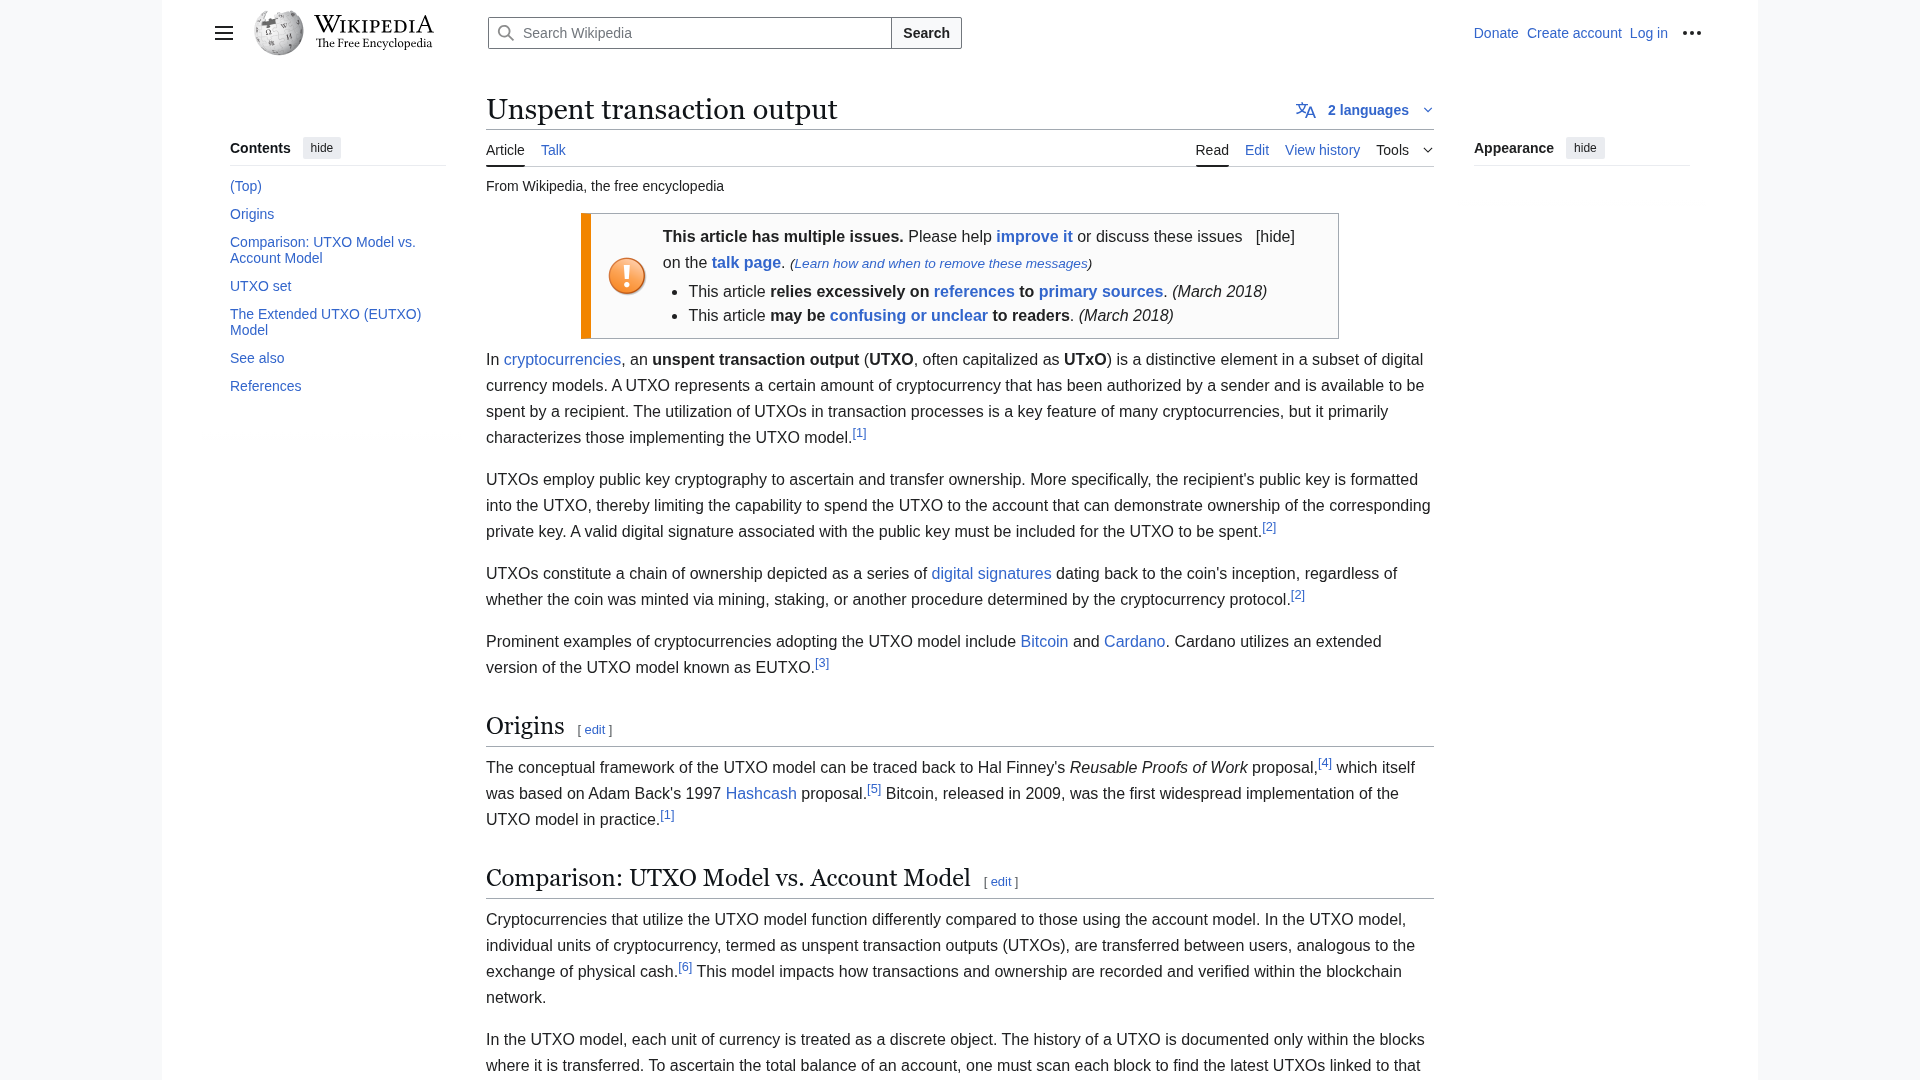 WIKIPEDIA
The Free Encyclopedia
Search Wikipedia
Search
Donate Create account Log in
Contents hide
(Top)
Origins
Comparison: UTXO Model vs.
Account Model
UTXO set
The Extended UTXO (EUTXO)
Model
See also
References
Unspent transaction output
2 languages
Article Talk
Read Edit View history Tools
From Wikipedia, the free encyclopedia
Appearance hide
This article has multiple issues. Please help improve it or discuss these issues [hide]
on the talk page. (Learn how and when to remove these messages)
• This article relies excessively on references to primary sources. (March 2018)
• This article may be confusing or unclear to readers. (March 2018)
In cryptocurrencies, an unspent transaction output (UTXO, often capitalized as UTxO) is a distinctive element in a subset of digital
currency models. A UTXO represents a certain amount of cryptocurrency that has been authorized by a sender and is available to be
spent by a recipient. The utilization of UTXOs in transaction processes is a key feature of many cryptocurrencies, but it primarily
characterizes those implementing the UTXO model.[1]
UTXOs employ public key cryptography to ascertain and transfer ownership. More specifically, the recipient's public key is formatted
into the UTXO, thereby limiting the capability to spend the UTXO to the account that can demonstrate ownership of the corresponding
private key. A valid digital signature associated with the public key must be included for the UTXO to be spent.[2]
UTXOs constitute a chain of ownership depicted as a series of digital signatures dating back to the coin's inception, regardless of
whether the coin was minted via mining, staking, or another procedure determined by the cryptocurrency protocol.[2]
Prominent examples of cryptocurrencies adopting the UTXO model include Bitcoin and Cardano. Cardano utilizes an extended
version of the UTXO model known as EUTXO.[3]
Origins [ edit ]
The conceptual framework of the UTXO model can be traced back to Hal Finney's Reusable Proofs of Work proposal,[4] which itself
was based on Adam Back's 1997 Hashcash proposal.[5] Bitcoin, released in 2009, was the first widespread implementation of the
UTXO model in practice.[1]
Comparison: UTXO Model vs. Account Model [ edit ]
Cryptocurrencies that utilize the UTXO model function differently compared to those using the account model. In the UTXO model,
individual units of cryptocurrency, termed as unspent transaction outputs (UTXOs), are transferred between users, analogous to the
exchange of physical cash.[6] This model impacts how transactions and ownership are recorded and verified within the blockchain
network.
In the UTXO model, each unit of currency is treated as a discrete object. The history of a UTXO is documented only within the blocks
where it is transferred. To ascertain the total balance of an account, one must scan each block to find the latest UTXOs linked to that